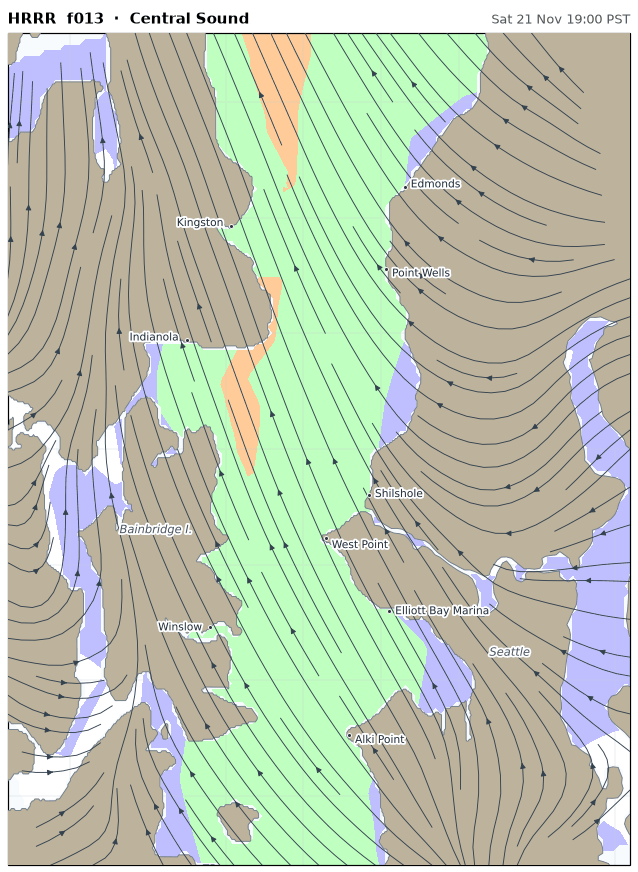 HRRR f013 · Central Sound
Sat 21 Nov 19:00 PST
Edmonds
Kingston
Point Wells
Indianola
Shilshole
Bainbridge I.
West Point
Elliott Bay Marina
Winslow
Seattle
Alki Point